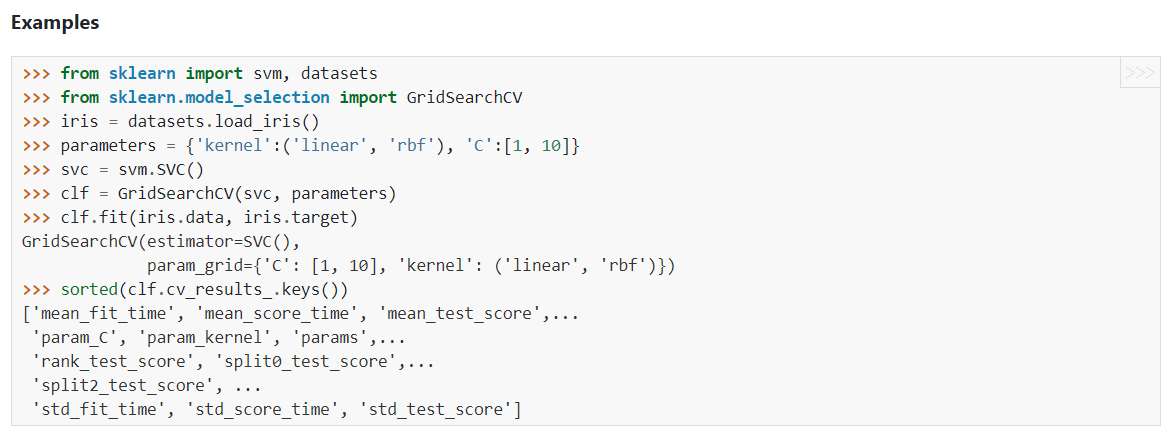 Examples
>>>
>>> from sklearn import svm, datasets
>>> from sklearn.model_selection import GridSearchCV
>>> iris = datasets.load_iris()
>>> parameters = {'kernel':('linear', 'rbf'), 'C':[1, 10]}
>>> svc = svm.SVC()
>>> clf = GridSearchCV(svc, parameters)
>>> clf.fit(iris.data, iris.target)
GridSearchCV(estimator=SVC(),
             param_grid={'C': [1, 10], 'kernel': ('linear', 'rbf')})
>>> sorted(clf.cv_results_.keys())
['mean_fit_time', 'mean_score_time', 'mean_test_score',...
 'param_C', 'param_kernel', 'params',...
 'rank_test_score', 'split0_test_score',...
 'split2_test_score', ...
 'std_fit_time', 'std_score_time', 'std_test_score']